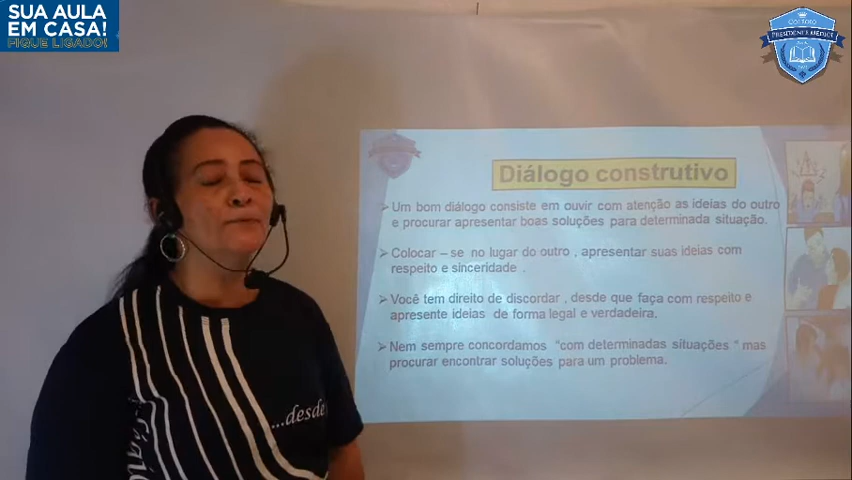 SUA AULA
EM CASA!
FIQUE LIGADO!
COLÉGIO
PRESIDENTE MÉDICI
Diálogo construtivo
➢ Um bom diálogo consiste em ouvir com atenção as ideias do outro
e procurar apresentar boas soluções para determinada situação.
➢ Colocar – se no lugar do outro , apresentar suas ideias com
respeito e sinceridade .
➢ Você tem direito de discordar , desde que faça com respeito e
apresente ideias de forma legal e verdadeira.
➢ Nem sempre concordamos "com determinadas situações " mas
procurar encontrar soluções para um problema.
...desde